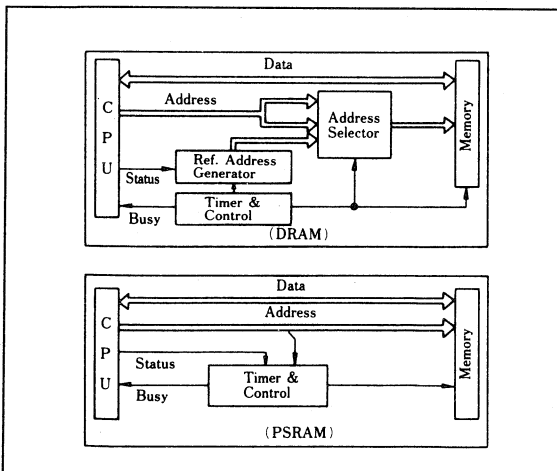 Data
Address
C
P
U
Address
Selector
Memory
Ref. Address
Generator
Status
Timer &
Control
Busy
(DRAM)
Data
Address
C
P
U
Status
Memory
Timer &
Control
Busy
(PSRAM)